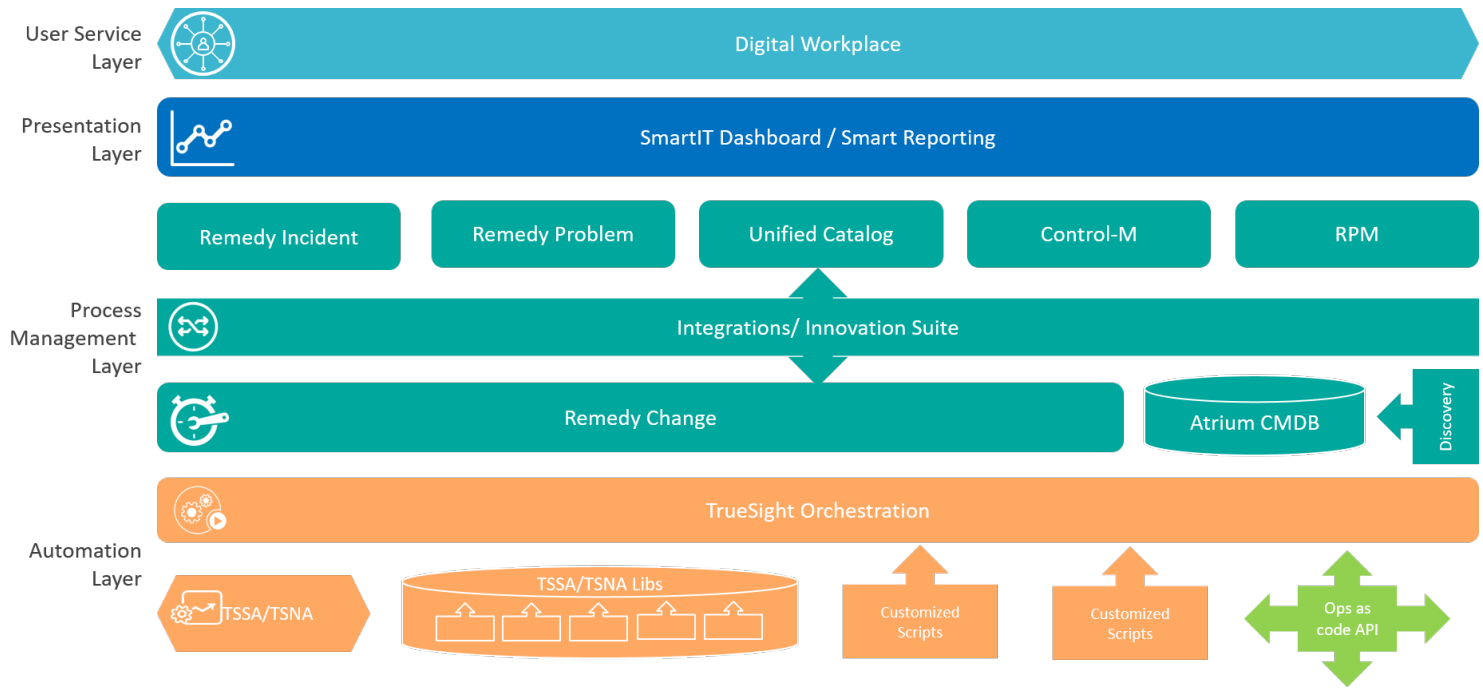 User Service
Layer
Digital Workplace
Presentation
Layer
SmartIT Dashboard / Smart Reporting
Remedy Incident
Remedy Problem
Unified Catalog
Control-M
RPM
Process
Management
Layer
Integrations/ Innovation Suite
Remedy Change
Atrium CMDB
Discovery
Automation
Layer
TrueSight Orchestration
TSSA/TSNA
TSSA/TSNA Libs
Customized
Scripts
Customized
Scripts
Ops as
code API